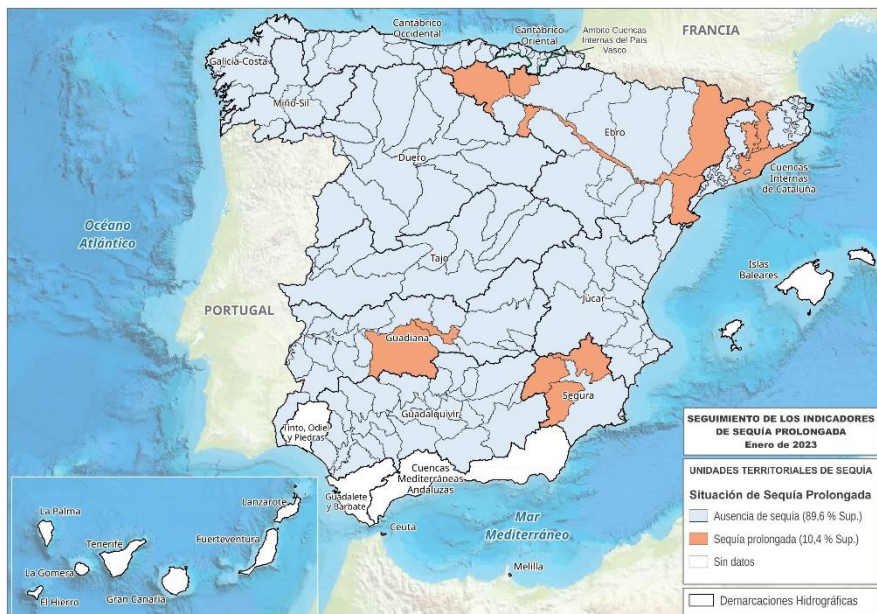 Cantábrico
Occidental
Cantábrico
Oriental
Ámbito Cuencas
Internas del País
Vasco
FRANCIA
Galicia-Costa
Miño-Sil
Ebro
Duero
Cuencas
Internas
de Cataluña
Océano
Atlántico
Tajo
Islas
Baleares
Júcar
PORTUGAL
Guadiana
Segura
Guadalquivir
Tinto, Odiel
y Piedras
Cuencas
Mediterráneas
Andaluzas
Guadalete
y Barbate
Ceuta
Mar
Mediterráneo
Melilla
La Palma
Lanzarote
Tenerife
Fuerteventura
La Gomera
El Hierro
Gran Canaria
SEGUIMIENTO DE LOS INDICADORES
DE SEQUÍA PROLONGADA
Enero de 2023
UNIDADES TERRITORIALES DE SEQUÍA
Situación de Sequía Prolongada
Ausencia de sequía (89,6 % Sup.)
Sequía prolongada (10,4 % Sup.)
Sin datos
Demarcaciones Hidrográficas